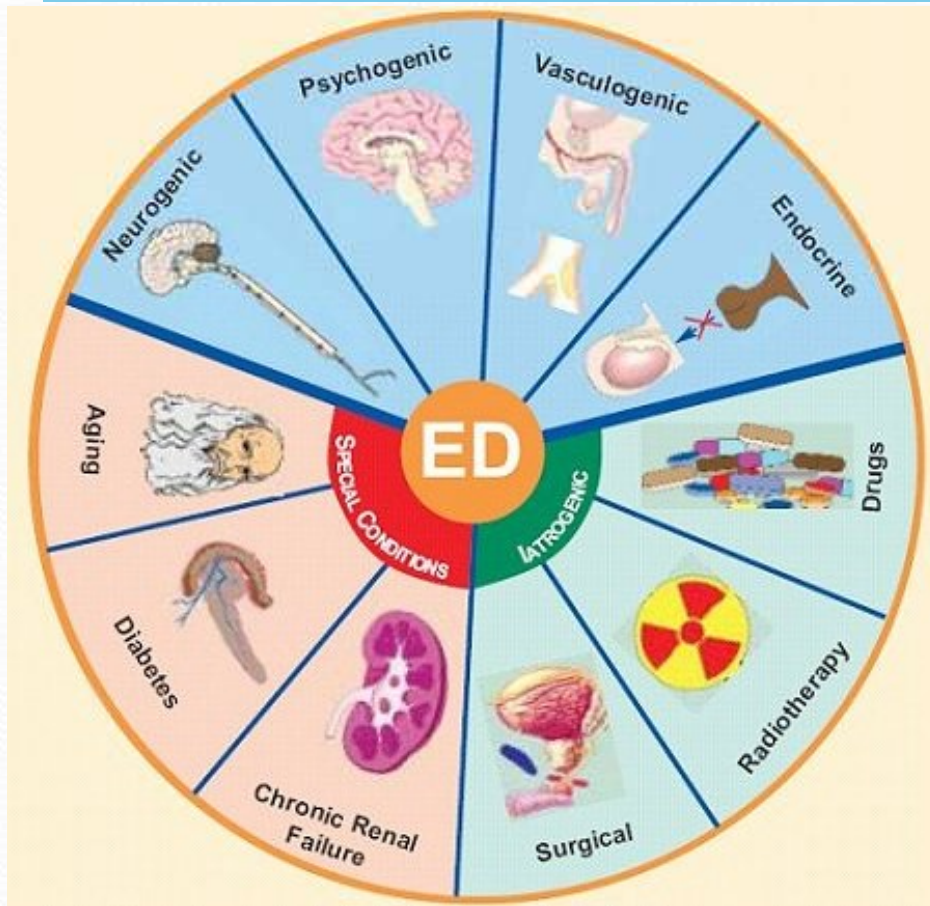 Psychogenic
Vasculogenic
Endocrine
Neurogenic
ED
SPECIAL CONDITIONS
IATROGENIC
Aging
Diabetes
Chronic Renal
Failure
Surgical
Radiotherapy
Drugs